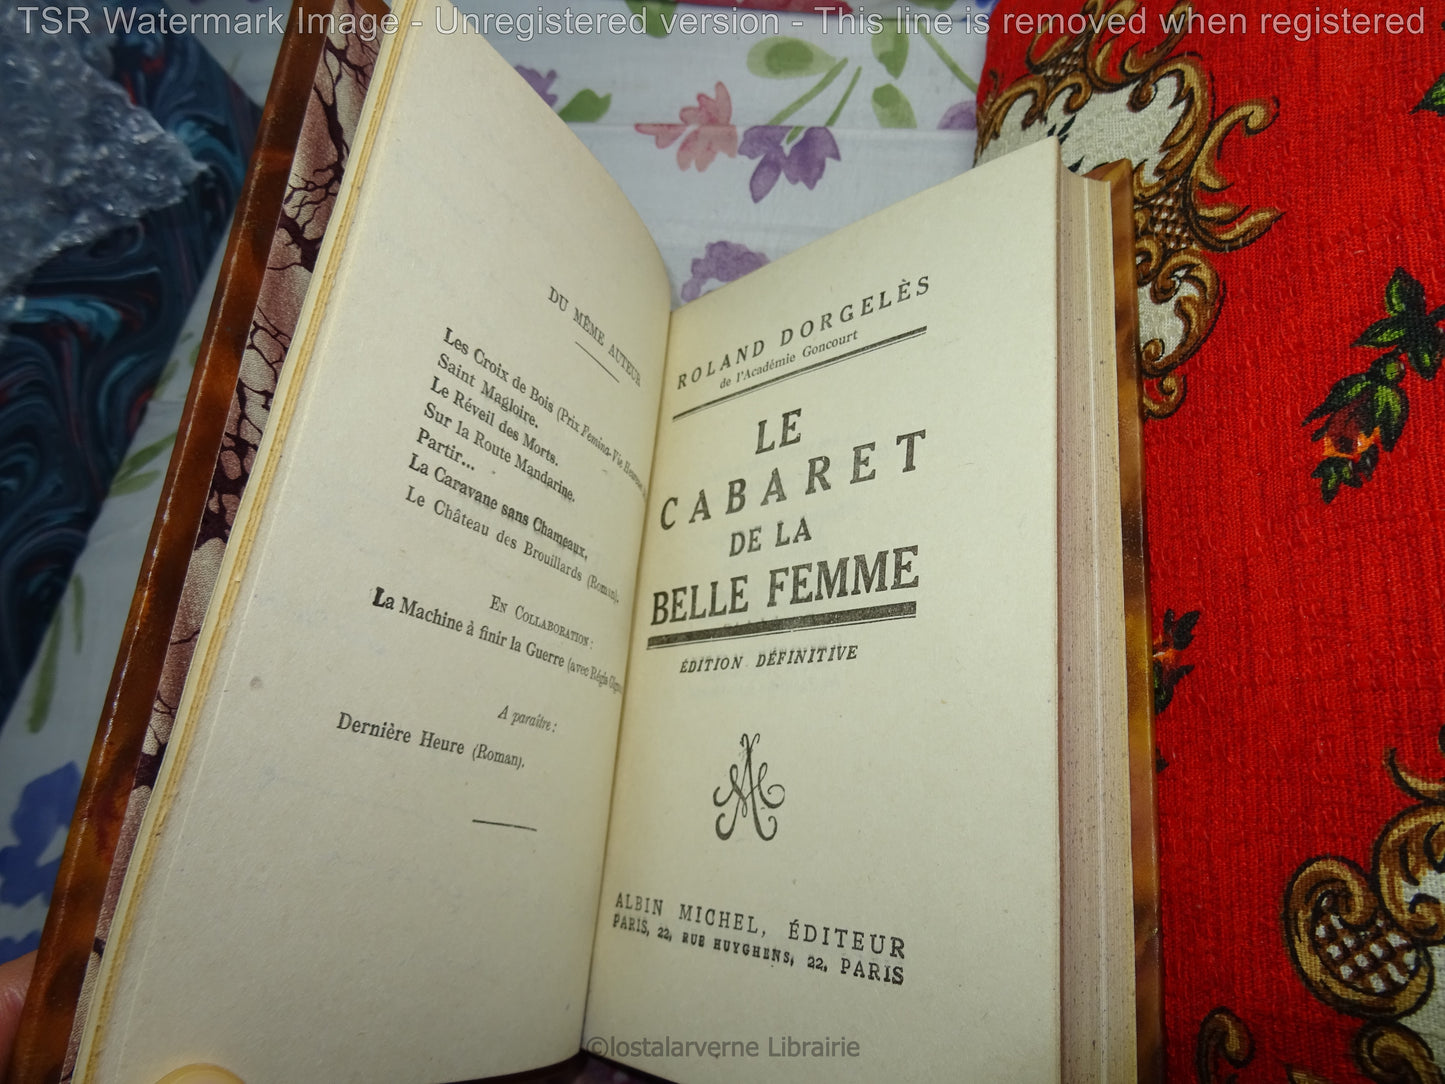 TSR Watermark Image - Unregistered version - This line is removed when registered
DU MÊME AUTEUR
Les Croix de Bois (Prix Femina-Vie Heureuse
Saint Magloire.
Le Réveil des Morts.
Sur la Route Mandarine.
Partir...
La Caravane sans Chameaux.
Le Château des Brouillards (Roman).
EN COLLABORATION :
La Machine à finir la Guerre (avec Régis
A paraître :
Dernière Heure (Roman).
ROLAND DORGELÈS
de l'Académie Goncourt
LE
CABARET
DE LA
BELLE FEMME
ÉDITION DÉFINITIVE
ALBIN MICHEL, ÉDITEUR
PARIS, 22, RUE HUYGHENS, 22, PARIS
©lostalarverne Librairie